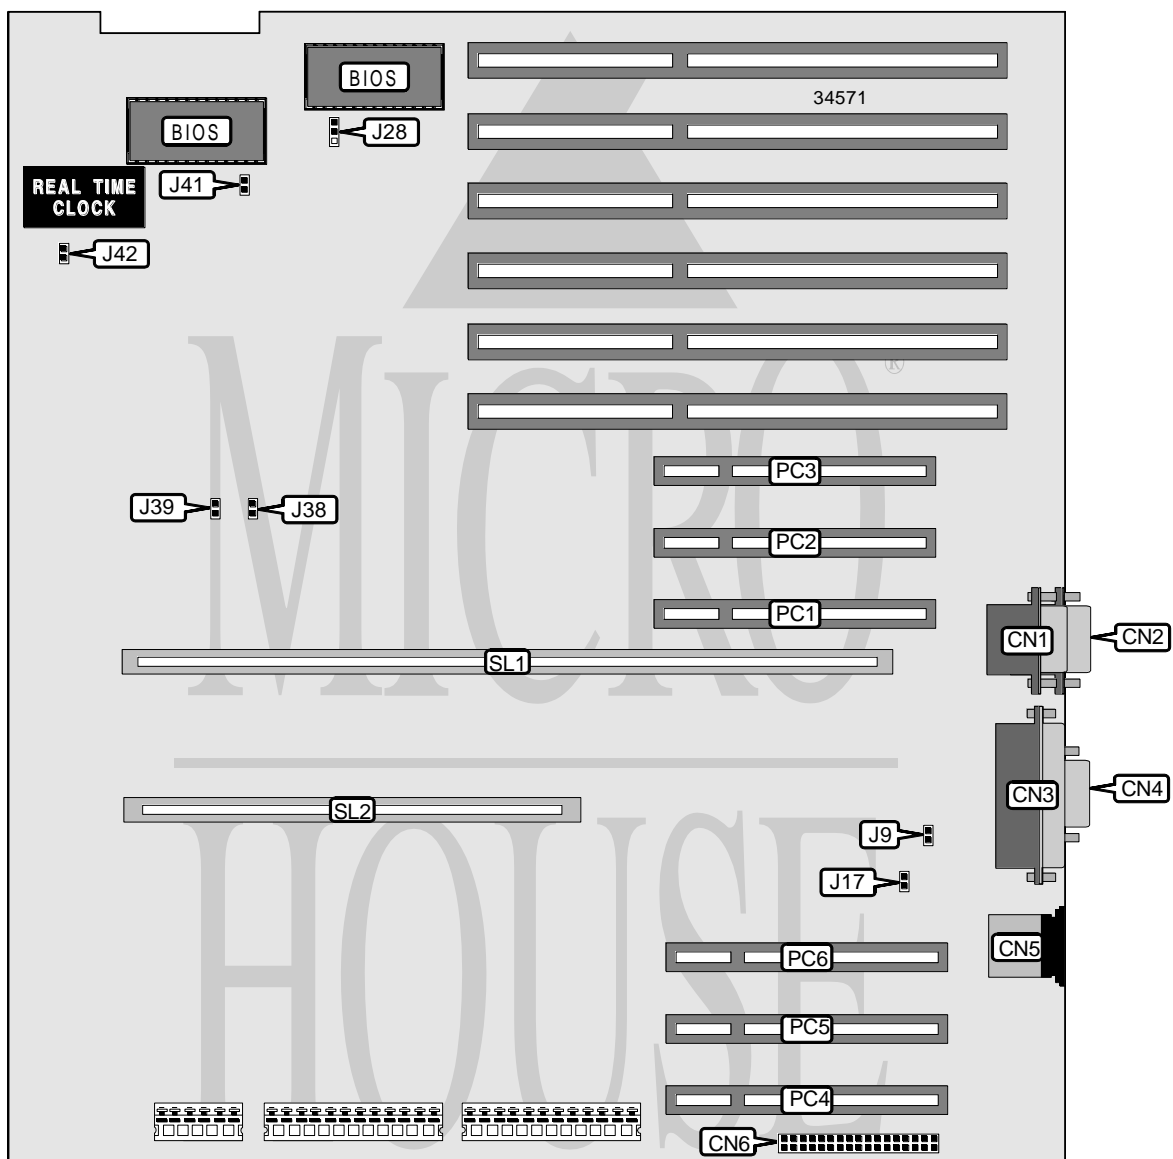 BIOS
34571
BIOS
J28
REAL TIME
CLOCK
J41
J42
MICRO
®
PC3
J39
J38
PC2
PC1
CN1
CN2
SL1
CN3
CN4
SL2
HOUSE
J9
J17
CN5
PC6
PC5
PC4
CN6